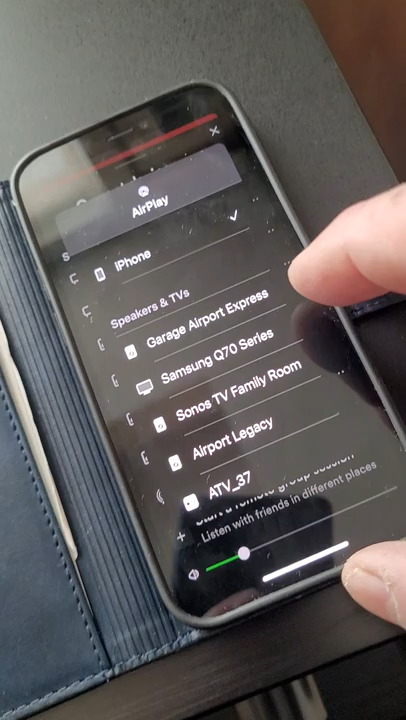 AirPlay
iPhone
Speakers & TVs
Garage Airport Express
Samsung Q70 Series
Sonos TV Family Room
Airport Legacy
ATV_37
Start a remote group session
Listen with friends in different places